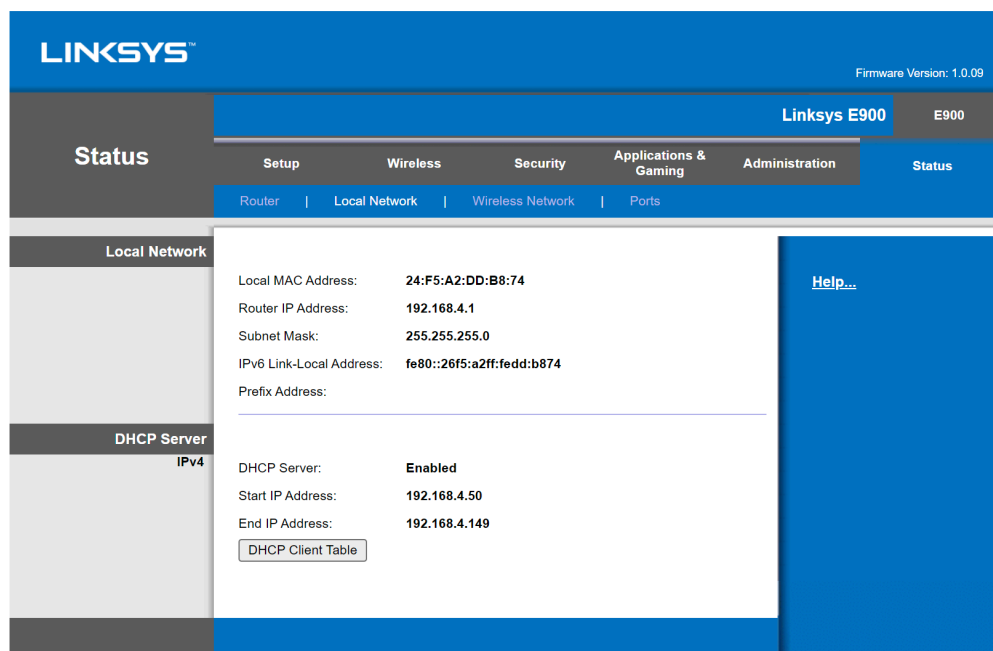 LINKSYS™
Firmware Version: 1.0.09
Linksys E900 E900
Status
Setup Wireless Security Applications & Gaming Administration Status
Router | Local Network | Wireless Network | Ports
Local Network
Local MAC Address: 24:F5:A2:DD:B8:74
Help...
Router IP Address: 192.168.4.1
Subnet Mask: 255.255.255.0
IPv6 Link-Local Address: fe80::26f5:a2ff:fedd:b874
Prefix Address:
DHCP Server
IPv4
DHCP Server: Enabled
Start IP Address: 192.168.4.50
End IP Address: 192.168.4.149
DHCP Client Table